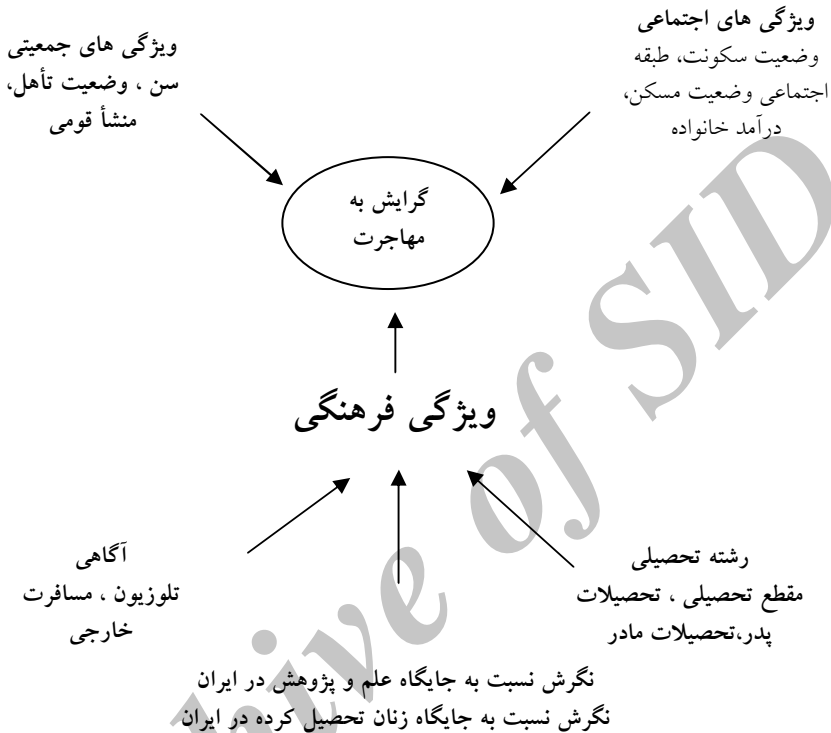 ویژگی های اجتماعی
وضعیت سکونت، طبقه
اجتماعی وضعیت مسکن،
درآمد خانواده
ویژگی های جمعیتی
سن ، وضعیت تأهل،
منشأ قومی
گرایش به
مهاجرت
ویژگی فرهنگی
رشته تحصیلی
مقطع تحصیلی ، تحصیلات
پدر،تحصیلات مادر
آگاهی
تلوزیون ، مسافرت
خارجی
نگرش نسبت به جایگاه علم و پژوهش در ایران
نگرش نسبت به جایگاه زنان تحصیل کرده در ایران
hive of SID